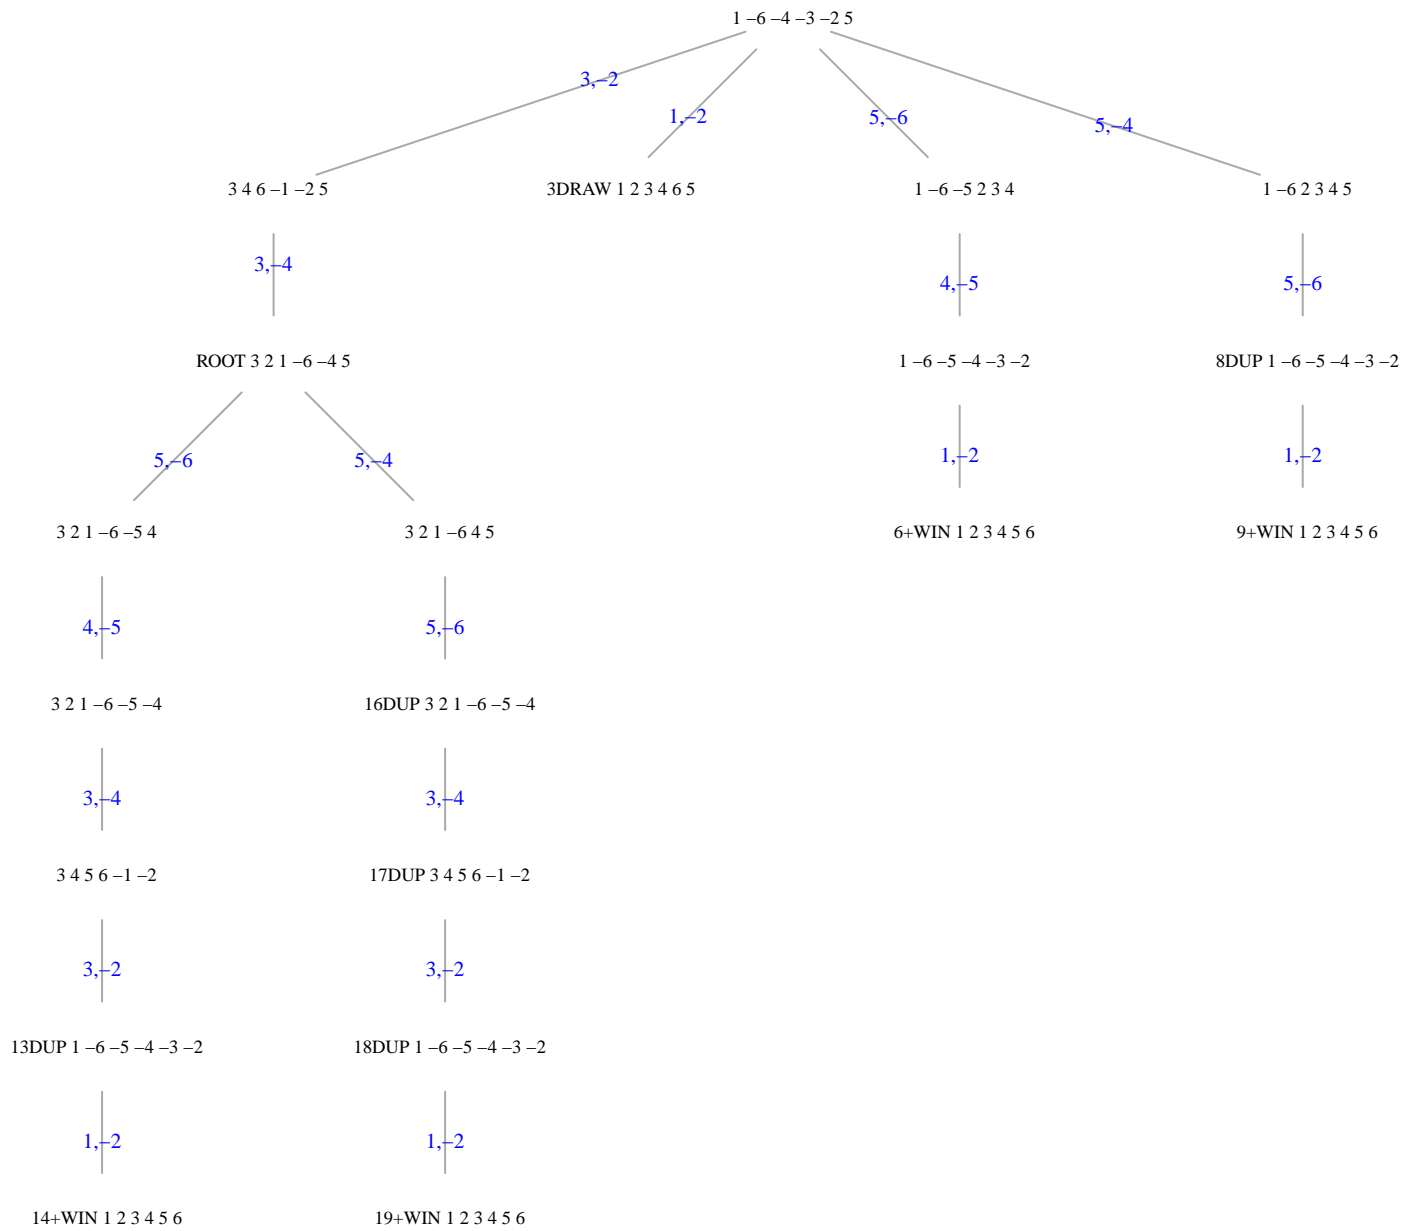 1 –6 –4 –3 –2 5
3,–2
1,–2
5,–6
5,–4
3 4 6 –1 –2 5
3DRAW 1 2 3 4 6 5
1 –6 –5 2 3 4
1 –6 2 3 4 5
3,–4
4,–5
5,–6
ROOT 3 2 1 –6 –4 5
1 –6 –5 –4 –3 –2
8DUP 1 –6 –5 –4 –3 –2
5,–6
5,–4
1,–2
1,–2
3 2 1 –6 –5 4
3 2 1 –6 4 5
6+WIN 1 2 3 4 5 6
9+WIN 1 2 3 4 5 6
4,–5
5,–6
3 2 1 –6 –5 –4
16DUP 3 2 1 –6 –5 –4
3,–4
3,–4
3 4 5 6 –1 –2
17DUP 3 4 5 6 –1 –2
3,–2
3,–2
13DUP 1 –6 –5 –4 –3 –2
18DUP 1 –6 –5 –4 –3 –2
1,–2
1,–2
14+WIN 1 2 3 4 5 6
19+WIN 1 2 3 4 5 6